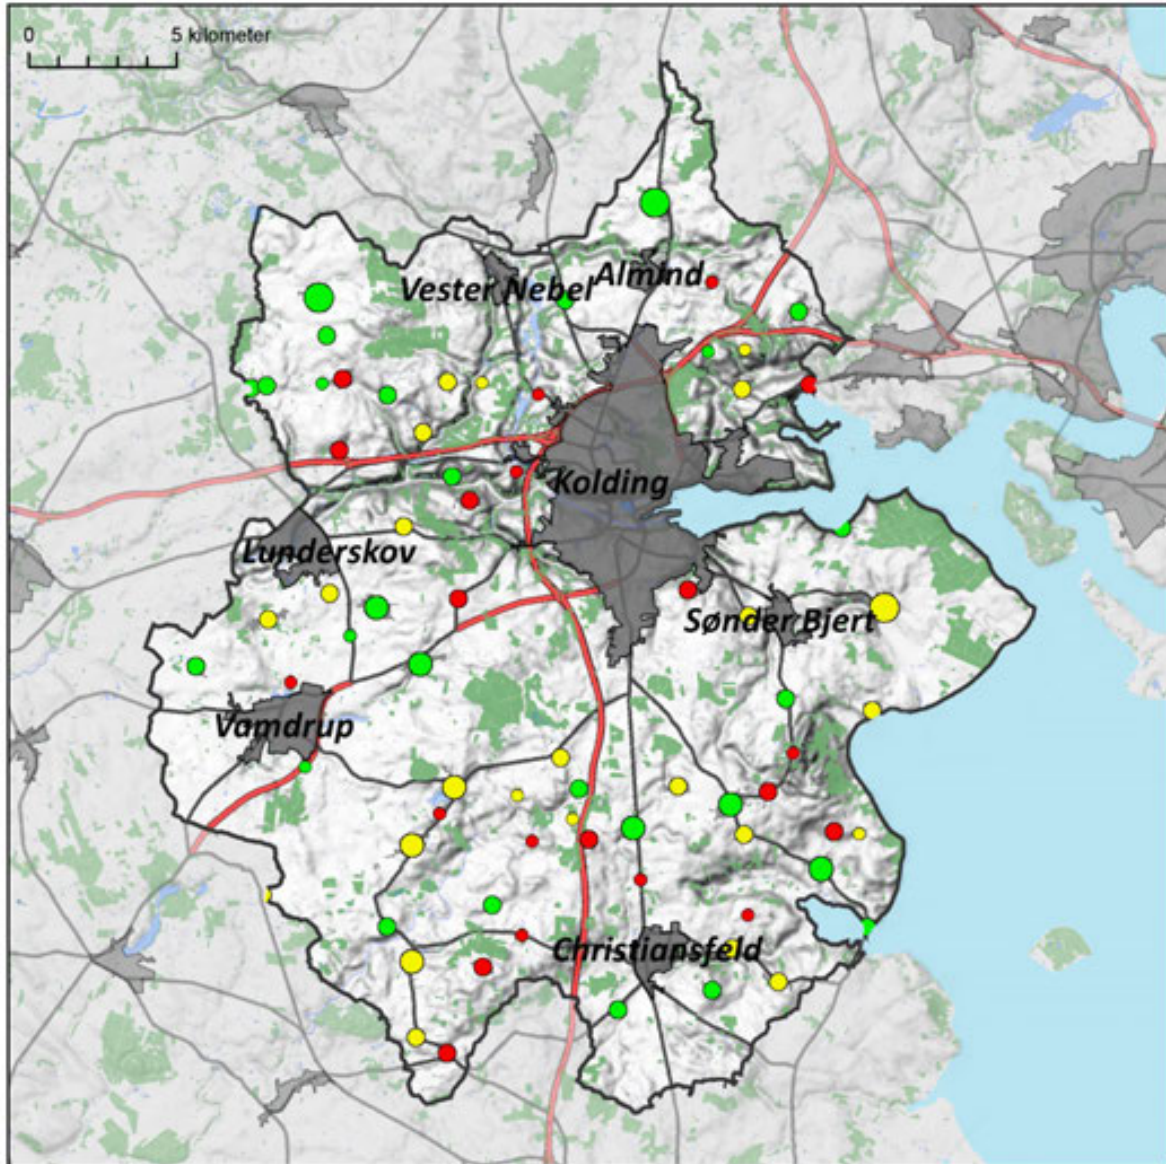 0 5 kilometer
Vester Nebel
Almind
Kolding
Lunderskov
Sønder Bjert
Vamdrup
Christiansfeld